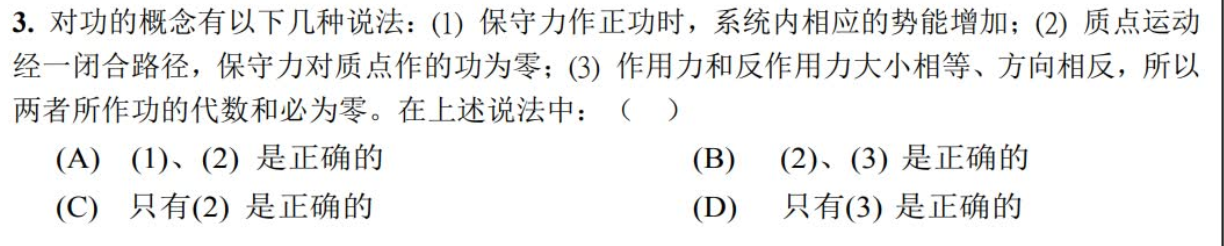 3. 对功的概念有以下几种说法：(1) 保守力作正功时，系统内相应的势能增加；(2) 质点运动
经一闭合路径，保守力对质点作的功为零；(3) 作用力和反作用力大小相等、方向相反，所以
两者所作功的代数和必为零。在上述说法中：（ ）
(A) (1)、(2) 是正确的 (B) (2)、(3) 是正确的
(C) 只有(2) 是正确的 (D) 只有(3) 是正确的